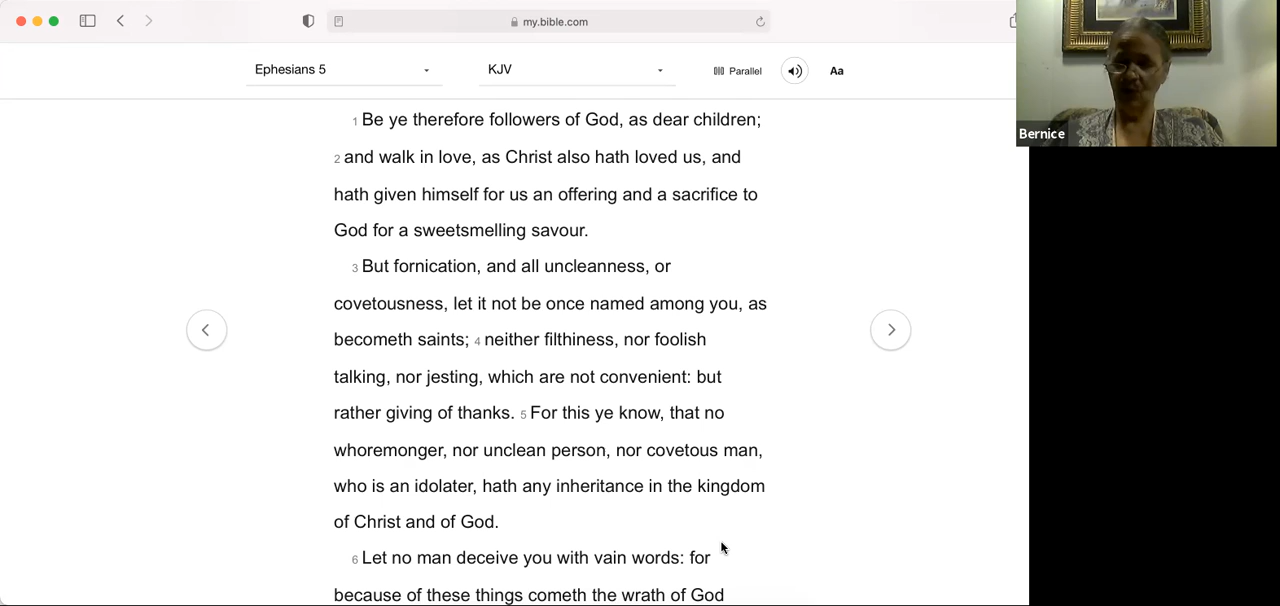 my.bible.com
Ephesians 5 KJV Parallel Aa
1 Be ye therefore followers of God, as dear children;
2 and walk in love, as Christ also hath loved us, and
hath given himself for us an offering and a sacrifice to
God for a sweetsmelling savour.
3 But fornication, and all uncleanness, or
covetousness, let it not be once named among you, as
becometh saints; 4 neither filthiness, nor foolish
talking, nor jesting, which are not convenient: but
rather giving of thanks. 5 For this ye know, that no
whoremonger, nor unclean person, nor covetous man,
who is an idolater, hath any inheritance in the kingdom
of Christ and of God.
6 Let no man deceive you with vain words: for
because of these things cometh the wrath of God
Bernice